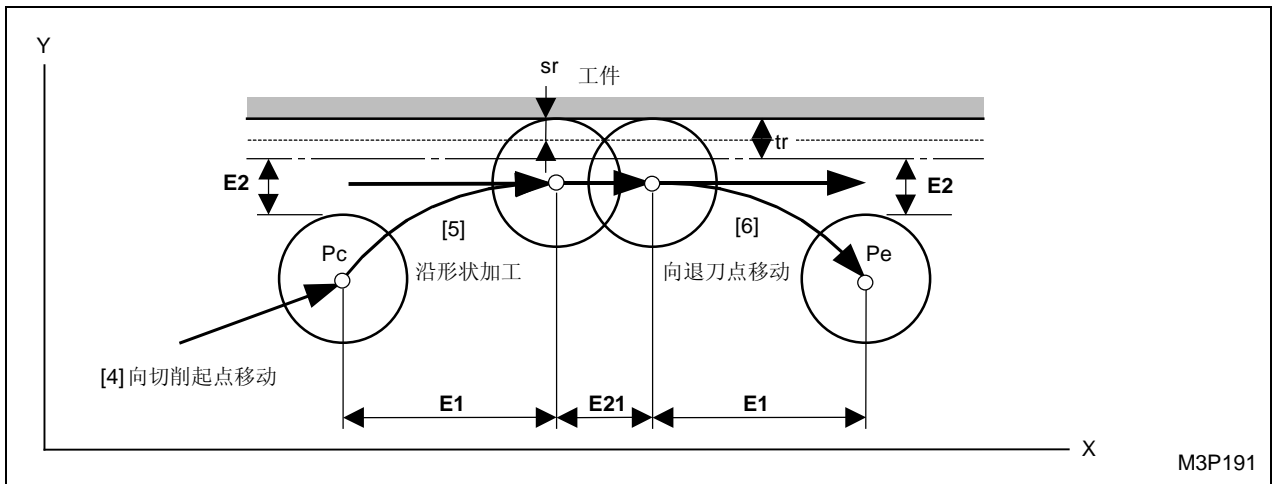 Y
sr
工件
tr
E2
E2
[5]
[6]
Pc
Pe
沿形状加工
向退刀点移动
[4]向切削起点移动
E1
E21
E1
X
M3P191